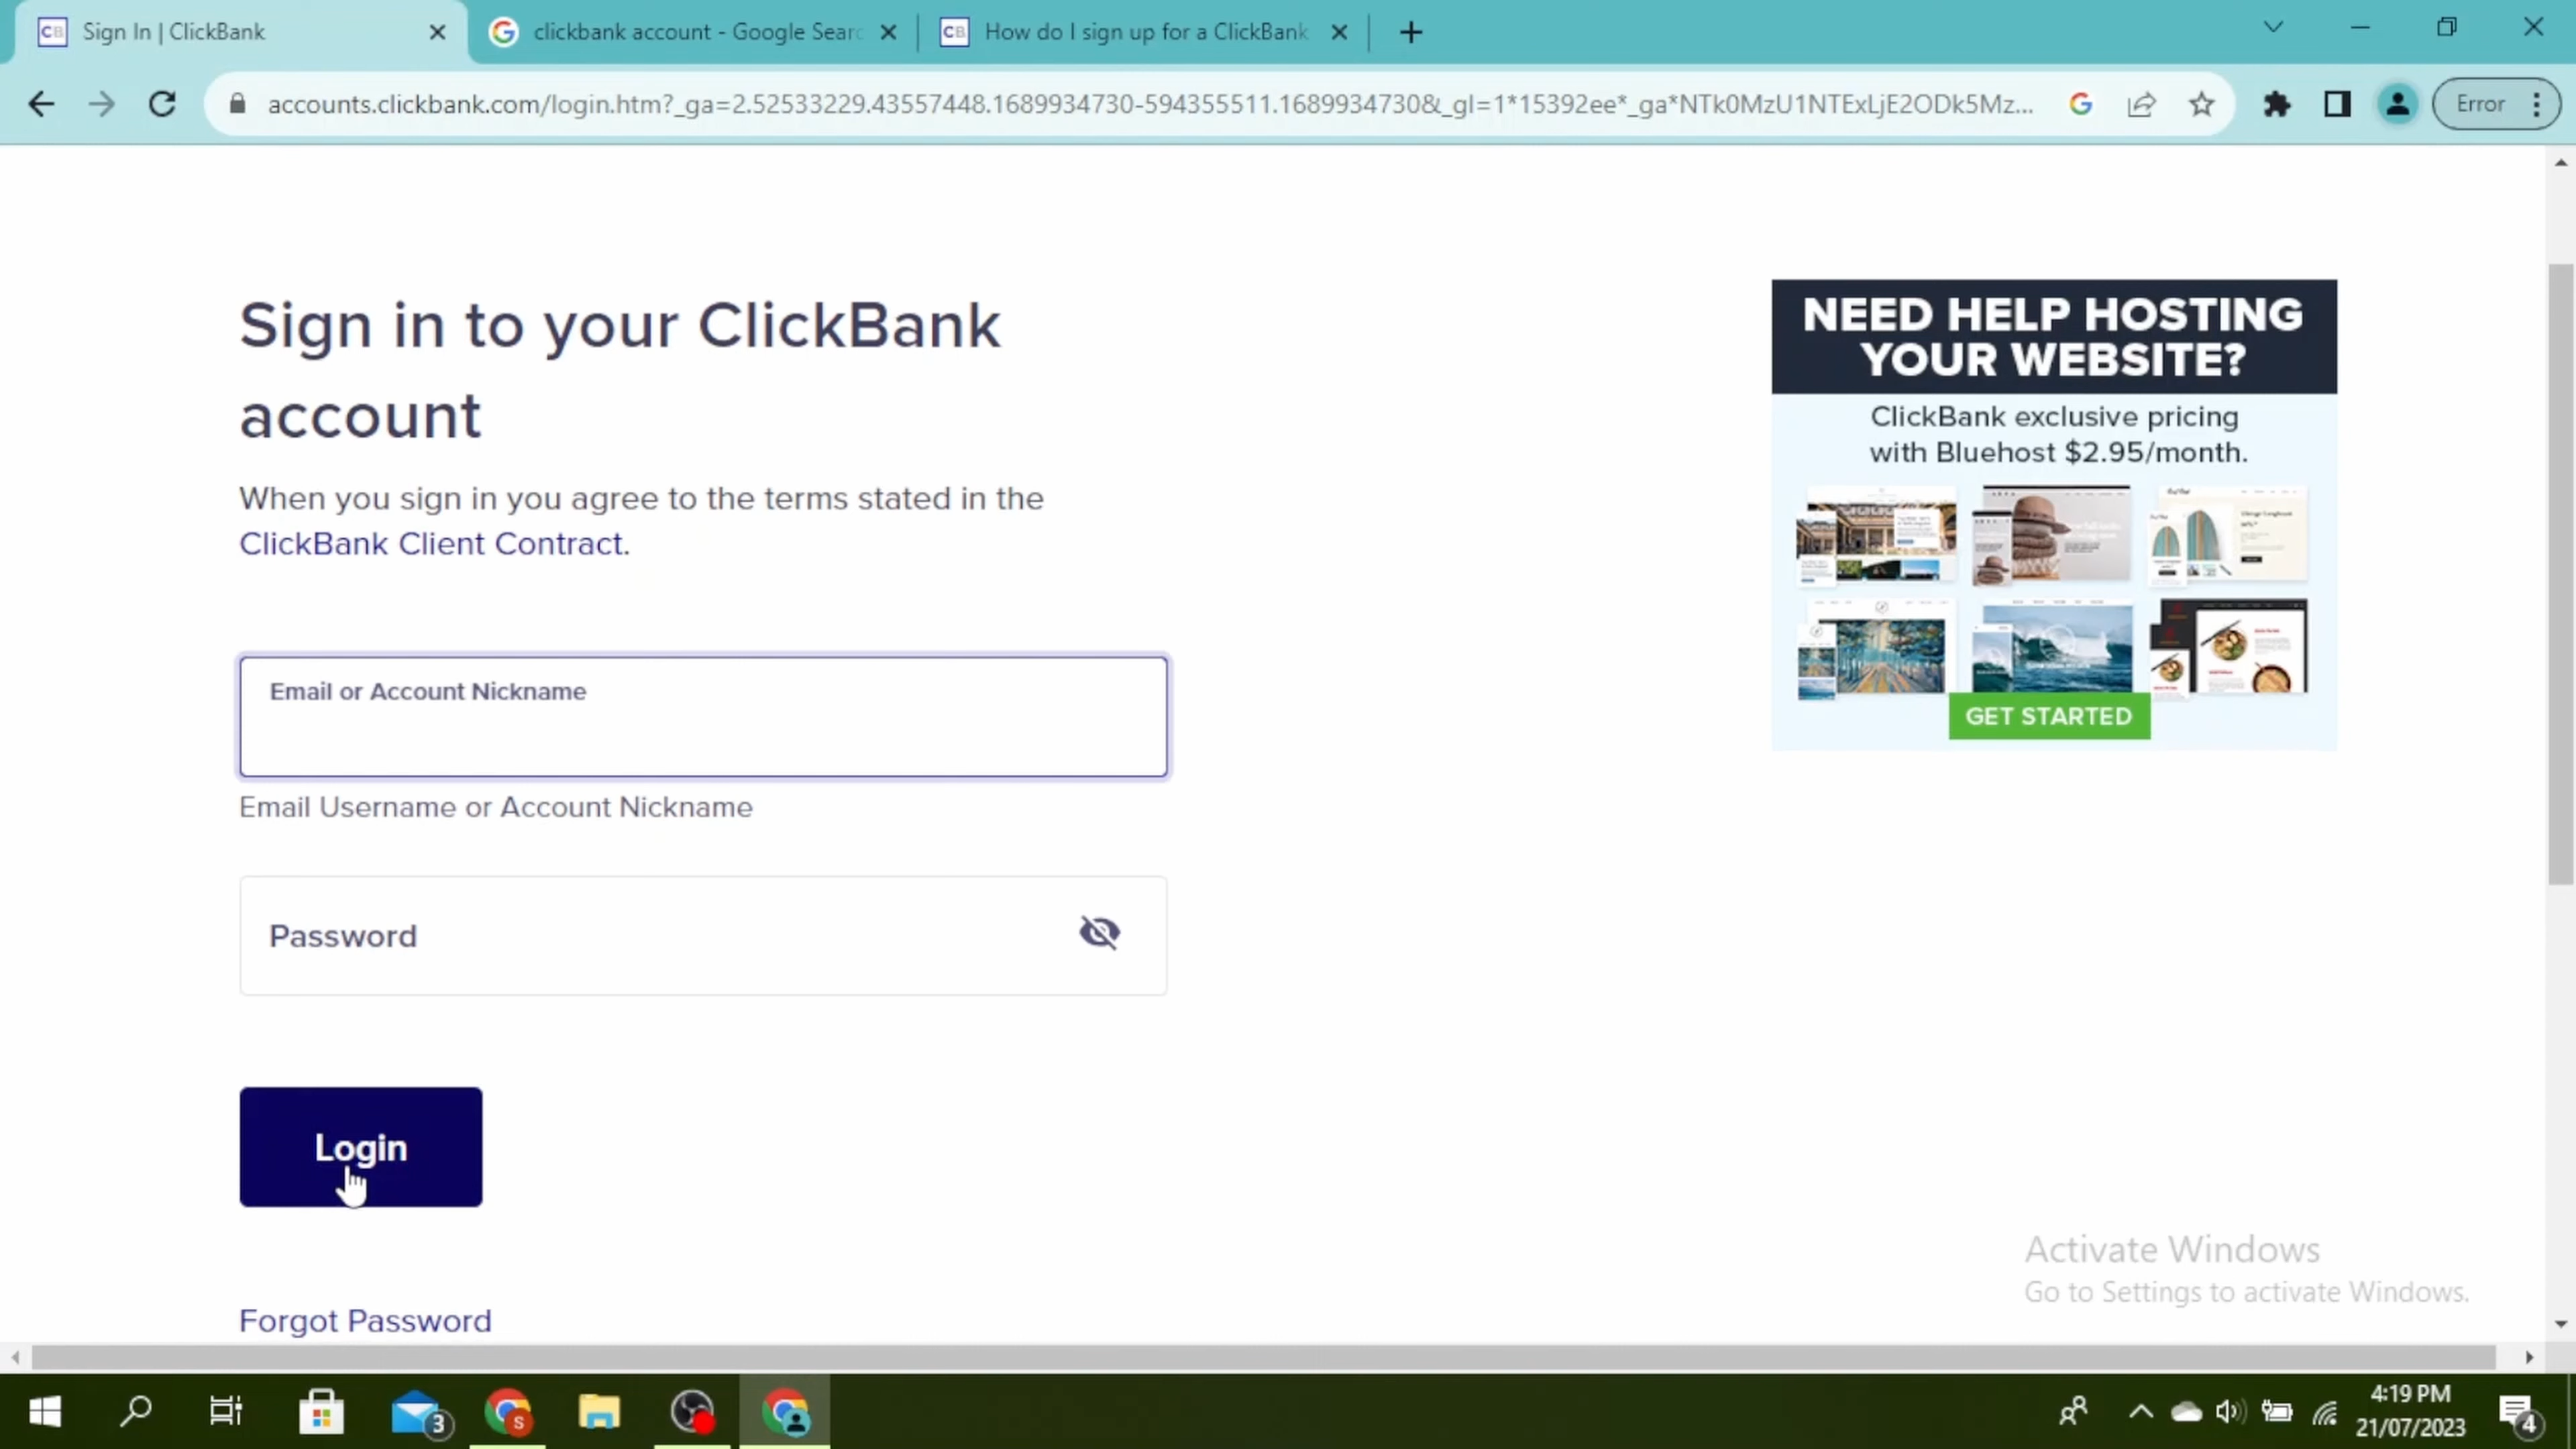 CB Sign In | ClickBank
clickbank account - Google Searc
CB How do I sign up for a ClickBank
accounts.clickbank.com/login.htm?_ga=2.52533229.43557448.1689934730-594355511.1689934730&_gl=1*15392ee*_ga*NTk0MzU1NTExLjE2ODk5Mz...
Error
Sign in to your ClickBank
account
When you sign in you agree to the terms stated in the
ClickBank Client Contract.
Email or Account Nickname
Email Username or Account Nickname
Password
Login
Forgot Password
NEED HELP HOSTING
YOUR WEBSITE?
ClickBank exclusive pricing
with Bluehost $2.95/month.
GET STARTED
Activate Windows
Go to Settings to activate Windows.
3
S
4:19 PM
21/07/2023
4